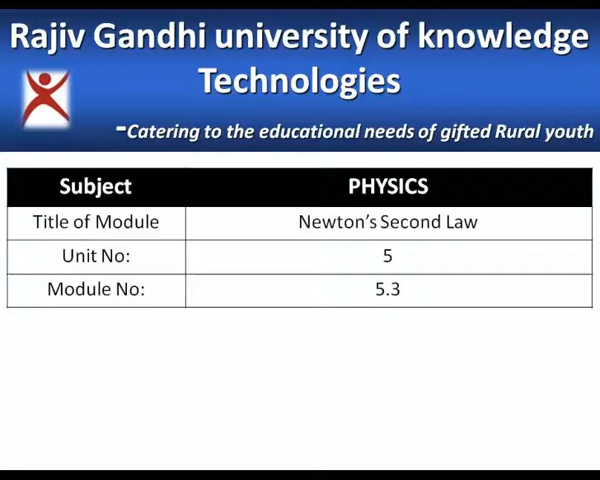 Rajiv Gandhi university of knowledge
Technologies
-Catering to the educational needs of gifted Rural youth
Subject PHYSICS
Title of Module Newton's Second Law
Unit No: 5
Module No: 5.3